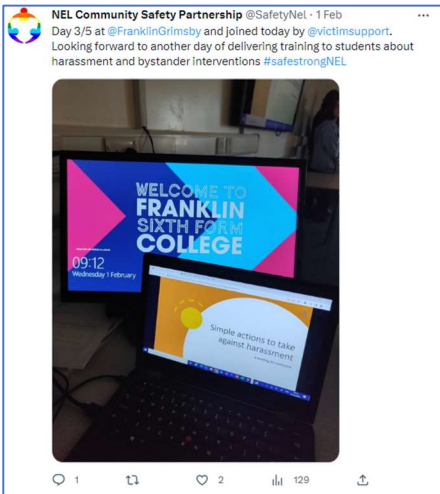 NEL Community Safety Partnership @SafetyNel · 1 Feb
Day 3/5 at @FranklinGrimsby and joined today by @victimsupport.
Looking forward to another day of delivering training to students about
harassment and bystander interventions #safestrongNEL
WELCOME TO
FRANKLIN
SIXTH FORM
COLLEGE
09:12
Wednesday 1 February
Simple actions to take
against harassment
1
2
129